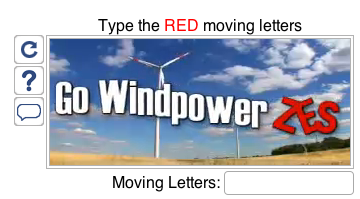 Type the RED moving letters
Go Windpower ZES
Moving Letters: